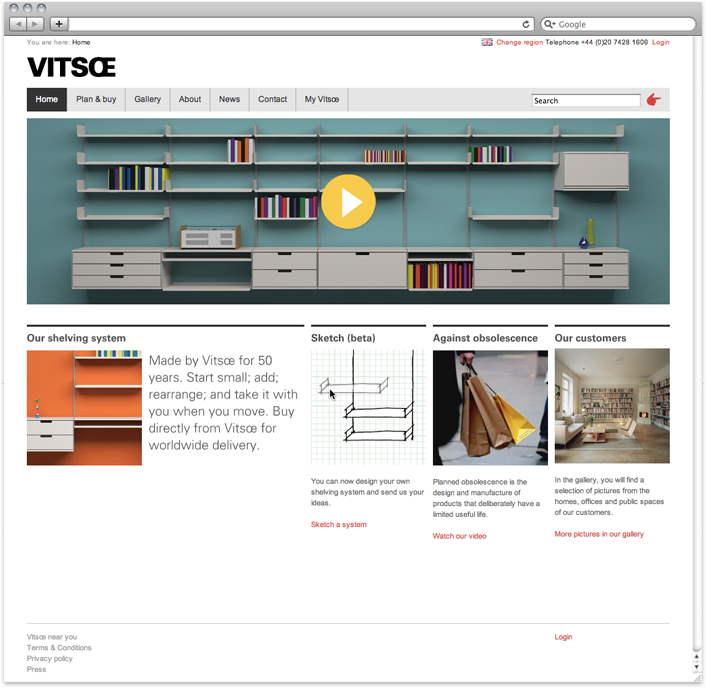 Google
You are here: Home
Change region Telephone +44 (0)20 7428 1606 Login
VITSŒ
Home
Plan & buy
Gallery
About
News
Contact
My Vitsœ
Search
Our shelving system
Made by Vitsœ for 50
years. Start small; add;
rearrange; and take it with
you when you move. Buy
directly from Vitsœ for
worldwide delivery.
Sketch (beta)
You can now design your own
shelving system and send us your
ideas.
Sketch a system
Against obsolescence
Planned obsolescence is the
design and manufacture of
products that deliberately have a
limited useful life.
Watch our video
Our customers
In the gallery, you will find a
selection of pictures from the
homes, offices and public spaces
of our customers.
More pictures in our gallery
Vitsœ near you
Terms & Conditions
Privacy policy
Press
Login